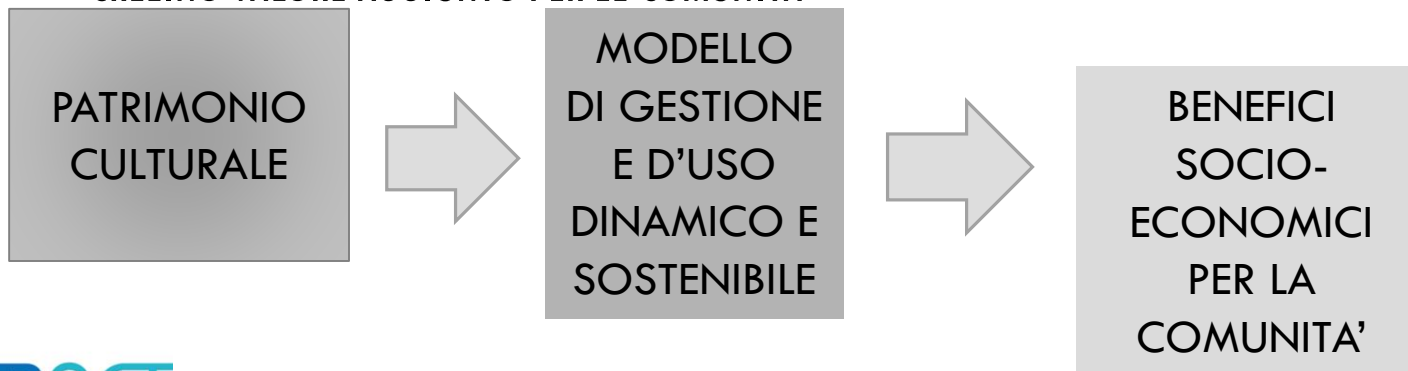 PATRIMONIO
CULTURALE
MODELLO
DI GESTIONE
E D’USO
DINAMICO E
SOSTENIBILE
BENEFICI
SOCIO-
ECONOMICI
PER LA
COMUNITA’